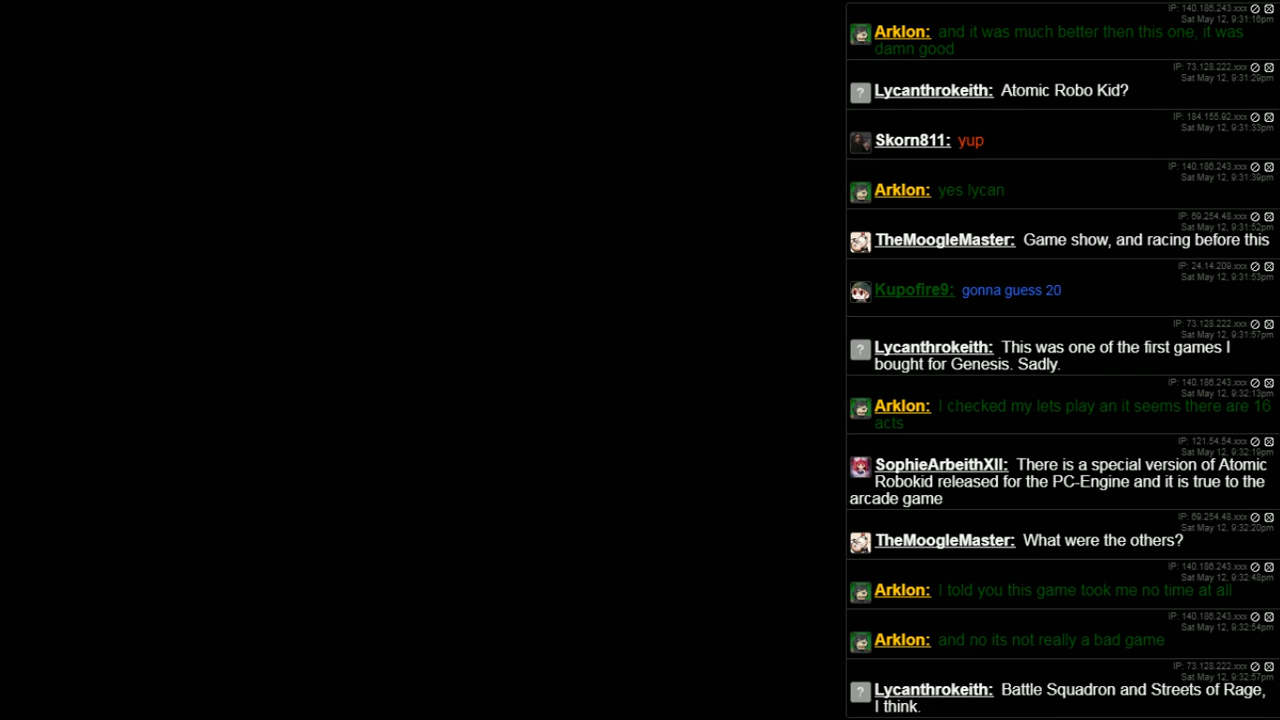 IP: 140.186.243.xxx
Sat May 12, 9:31:16pm
Arklon: and it was much better then this one, it was
damn good
IP: 73.128.222.xxx
Sat May 12, 9:31:29pm
Lycanthrokeith: Atomic Robo Kid?
IP: 184.155.92.xxx
Sat May 12, 9:31:33pm
Skorn811: yup
IP: 140.186.243.xxx
Sat May 12, 9:31:39pm
Arklon: yes lycan
IP: 69.254.48.xxx
Sat May 12, 9:31:52pm
TheMoogleMaster: Game show, and racing before this
IP: 24.14.209.xxx
Sat May 12, 9:31:53pm
Kupofire9: gonna guess 20
IP: 73.128.222.xxx
Sat May 12, 9:31:57pm
Lycanthrokeith: This was one of the first games I
bought for Genesis. Sadly.
IP: 140.186.243.xxx
Sat May 12, 9:32:13pm
Arklon: I checked my lets play an it seems there are 16
acts
IP: 121.54.54.xxx
Sat May 12, 9:32:19pm
SophieArbeithXII: There is a special version of Atomic
Robokid released for the PC-Engine and it is true to the
arcade game
IP: 69.254.48.xxx
Sat May 12, 9:32:20pm
TheMoogleMaster: What were the others?
IP: 140.186.243.xxx
Sat May 12, 9:32:48pm
Arklon: I told you this game took me no time at all
IP: 140.186.243.xxx
Sat May 12, 9:32:54pm
Arklon: and no its not really a bad game
IP: 73.128.222.xxx
Sat May 12, 9:32:57pm
Lycanthrokeith: Battle Squadron and Streets of Rage,
I think.